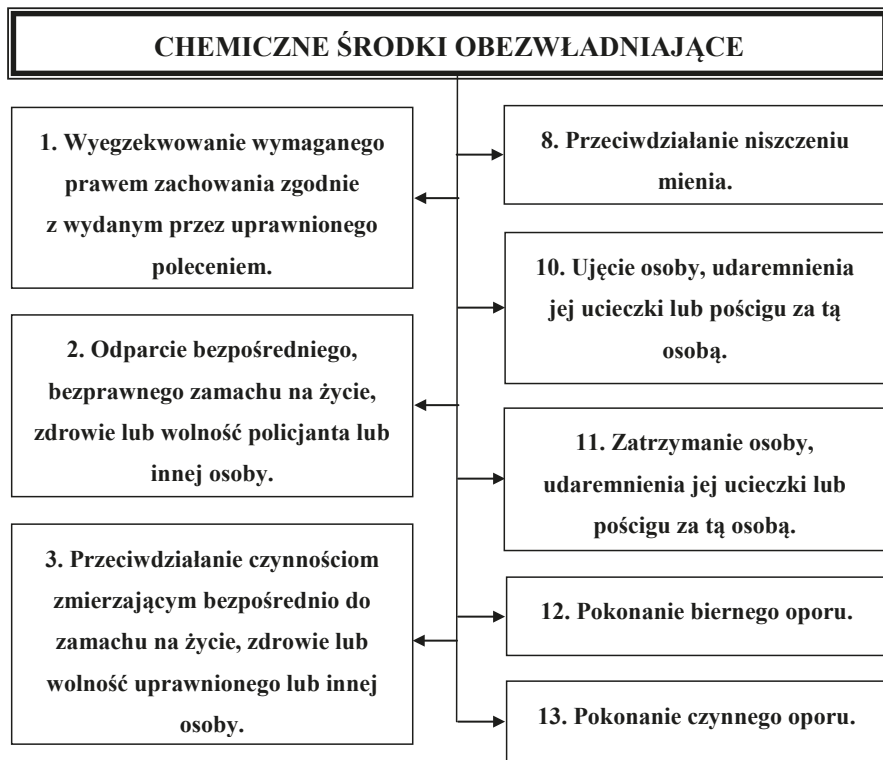 CHEMICZNE ŚRODKI OBEZWŁADNIAJĄCE
1. Wyegzekwowanie wymaganego
prawem zachowania zgodnie
z wydanym przez uprawnionego
poleceniem.
2. Odparcie bezpośredniego,
bezprawnego zamachu na życie,
zdrowie lub wolność policjanta lub
innej osoby.
3. Przeciwdziałanie czynnościom
zmierzającym bezpośrednio do
zamachu na życie, zdrowie lub
wolność uprawnionego lub innej
osoby.
8. Przeciwdziałanie niszczeniu
mienia.
10. Ujęcie osoby, udaremnienia
jej ucieczki lub pościgu za tą
osobą.
11. Zatrzymanie osoby,
udaremnienia jej ucieczki lub
pościgu za tą osobą.
12. Pokonanie biernego oporu.
13. Pokonanie czynnego oporu.